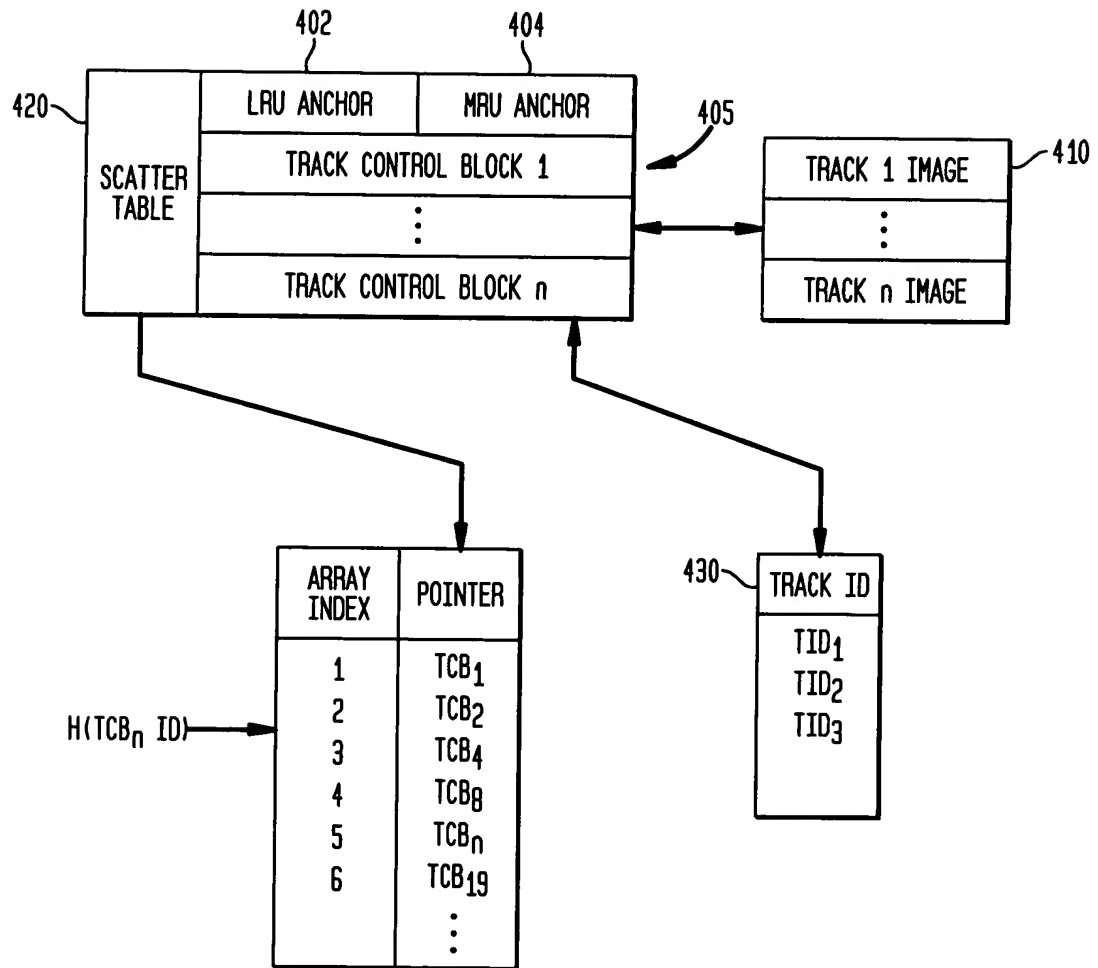 402
404
420
LRU ANCHOR
MRU ANCHOR
405
SCATTER
TABLE
TRACK CONTROL BLOCK 1
⋮
TRACK CONTROL BLOCK n
410
TRACK 1 IMAGE
⋮
TRACK n IMAGE
ARRAY
INDEX
POINTER
1 TCB₁
2 TCB₂
3 TCB₄
4 TCB₈
5 TCBₙ
6 TCB₁₉
⋮
H(TCBₙ ID)
430
TRACK ID
TID₁
TID₂
TID₃